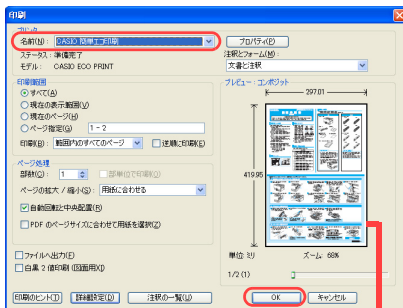 印刷
プリンタ
名前(N): CASIO 簡単エコ印刷
プロパティ(P)
ステータス: 準備完了
注釈とフォーム(M):
モデル: CASIO ECO PRINT
文書と注釈
印刷範囲
すべて(A)
現在の表示範囲(V)
現在のページ(H)
ページ指定(G) 1 - 2
印刷(R): 範囲内のすべてのページ
逆順に印刷(E)
ページ処理
部数(C): 1
部単位で印刷(O)
ページの拡大 / 縮小(S): 用紙に合わせる
自動回転と中央配置(R)
PDF のページサイズに合わせて用紙を選択(Z)
ファイルへ出力(F)
白黒 2 値印刷 (図面用)(I)
プレビュー : コンポジット
297.01
419.95
単位: ミリ
ズーム: 68%
1/2 (1)
印刷のヒント(T)
詳細設定(D)
注釈の一覧(U)
OK
キャンセル